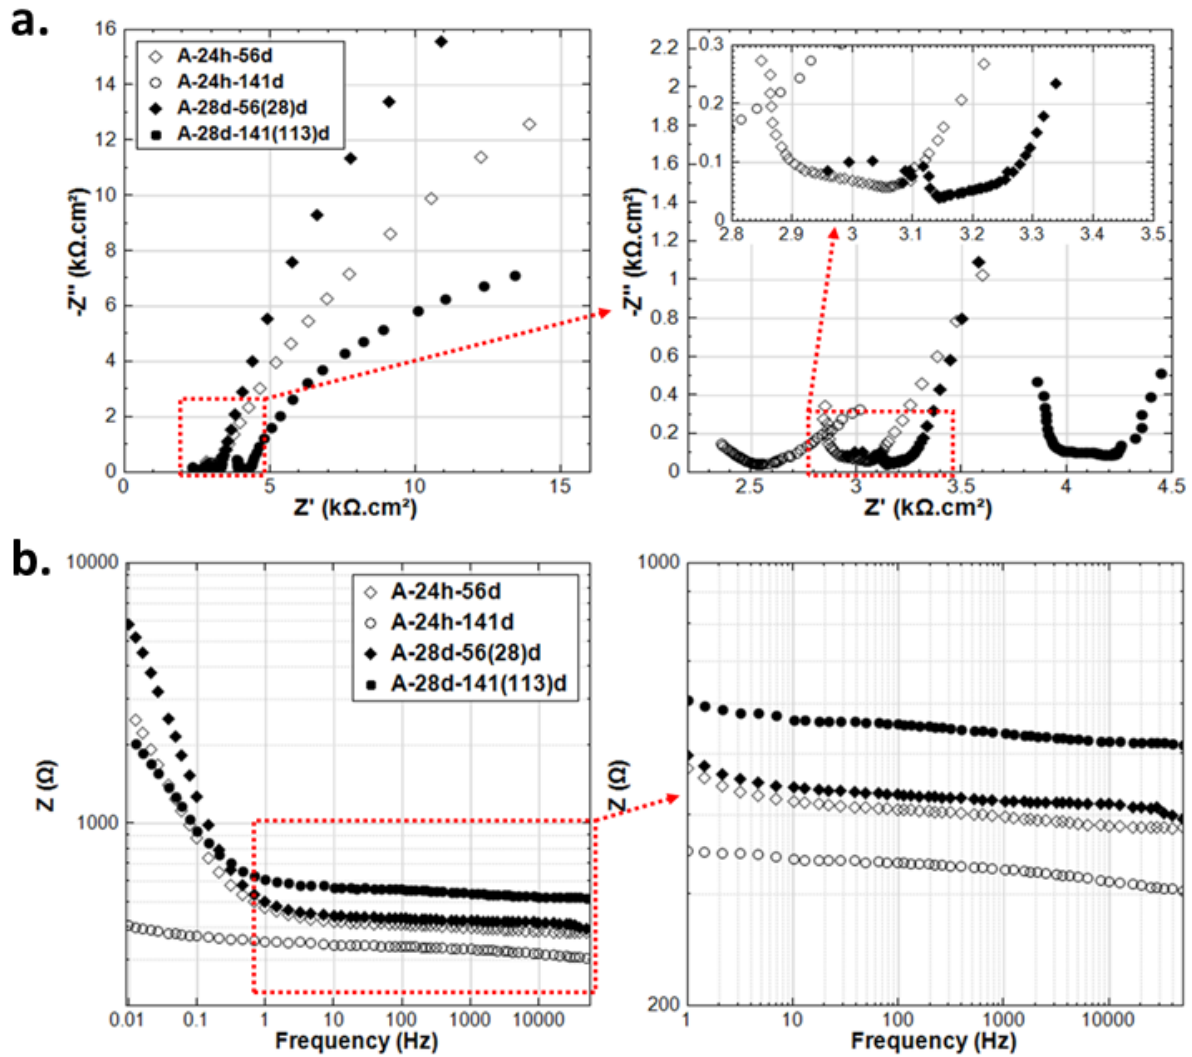 a.
16
14
12
10
8
6
4
2
0
-Z'' (kΩ.cm²)
A-24h-56d
A-24h-141d
A-28d-56(28)d
A-28d-141(113)d
0 5 10 15
Z' (kΩ.cm²)
2.2
2
1.8
1.6
1.4
1.2
1
0.8
0.6
0.4
0.2
0
-Z'' (kΩ.cm²)
0.3
0.2
0.1
0
2.8 2.9 3 3.1 3.2 3.3 3.4 3.5
2.5 3 3.5 4 4.5
Z' (kΩ.cm²)
b.
10000
1000
Z (Ω)
A-24h-56d
A-24h-141d
A-28d-56(28)d
A-28d-141(113)d
0.01 0.1 1 10 100 1000 10000
Frequency (Hz)
1000
200
Z (Ω)
1 10 100 1000 10000
Frequency (Hz)